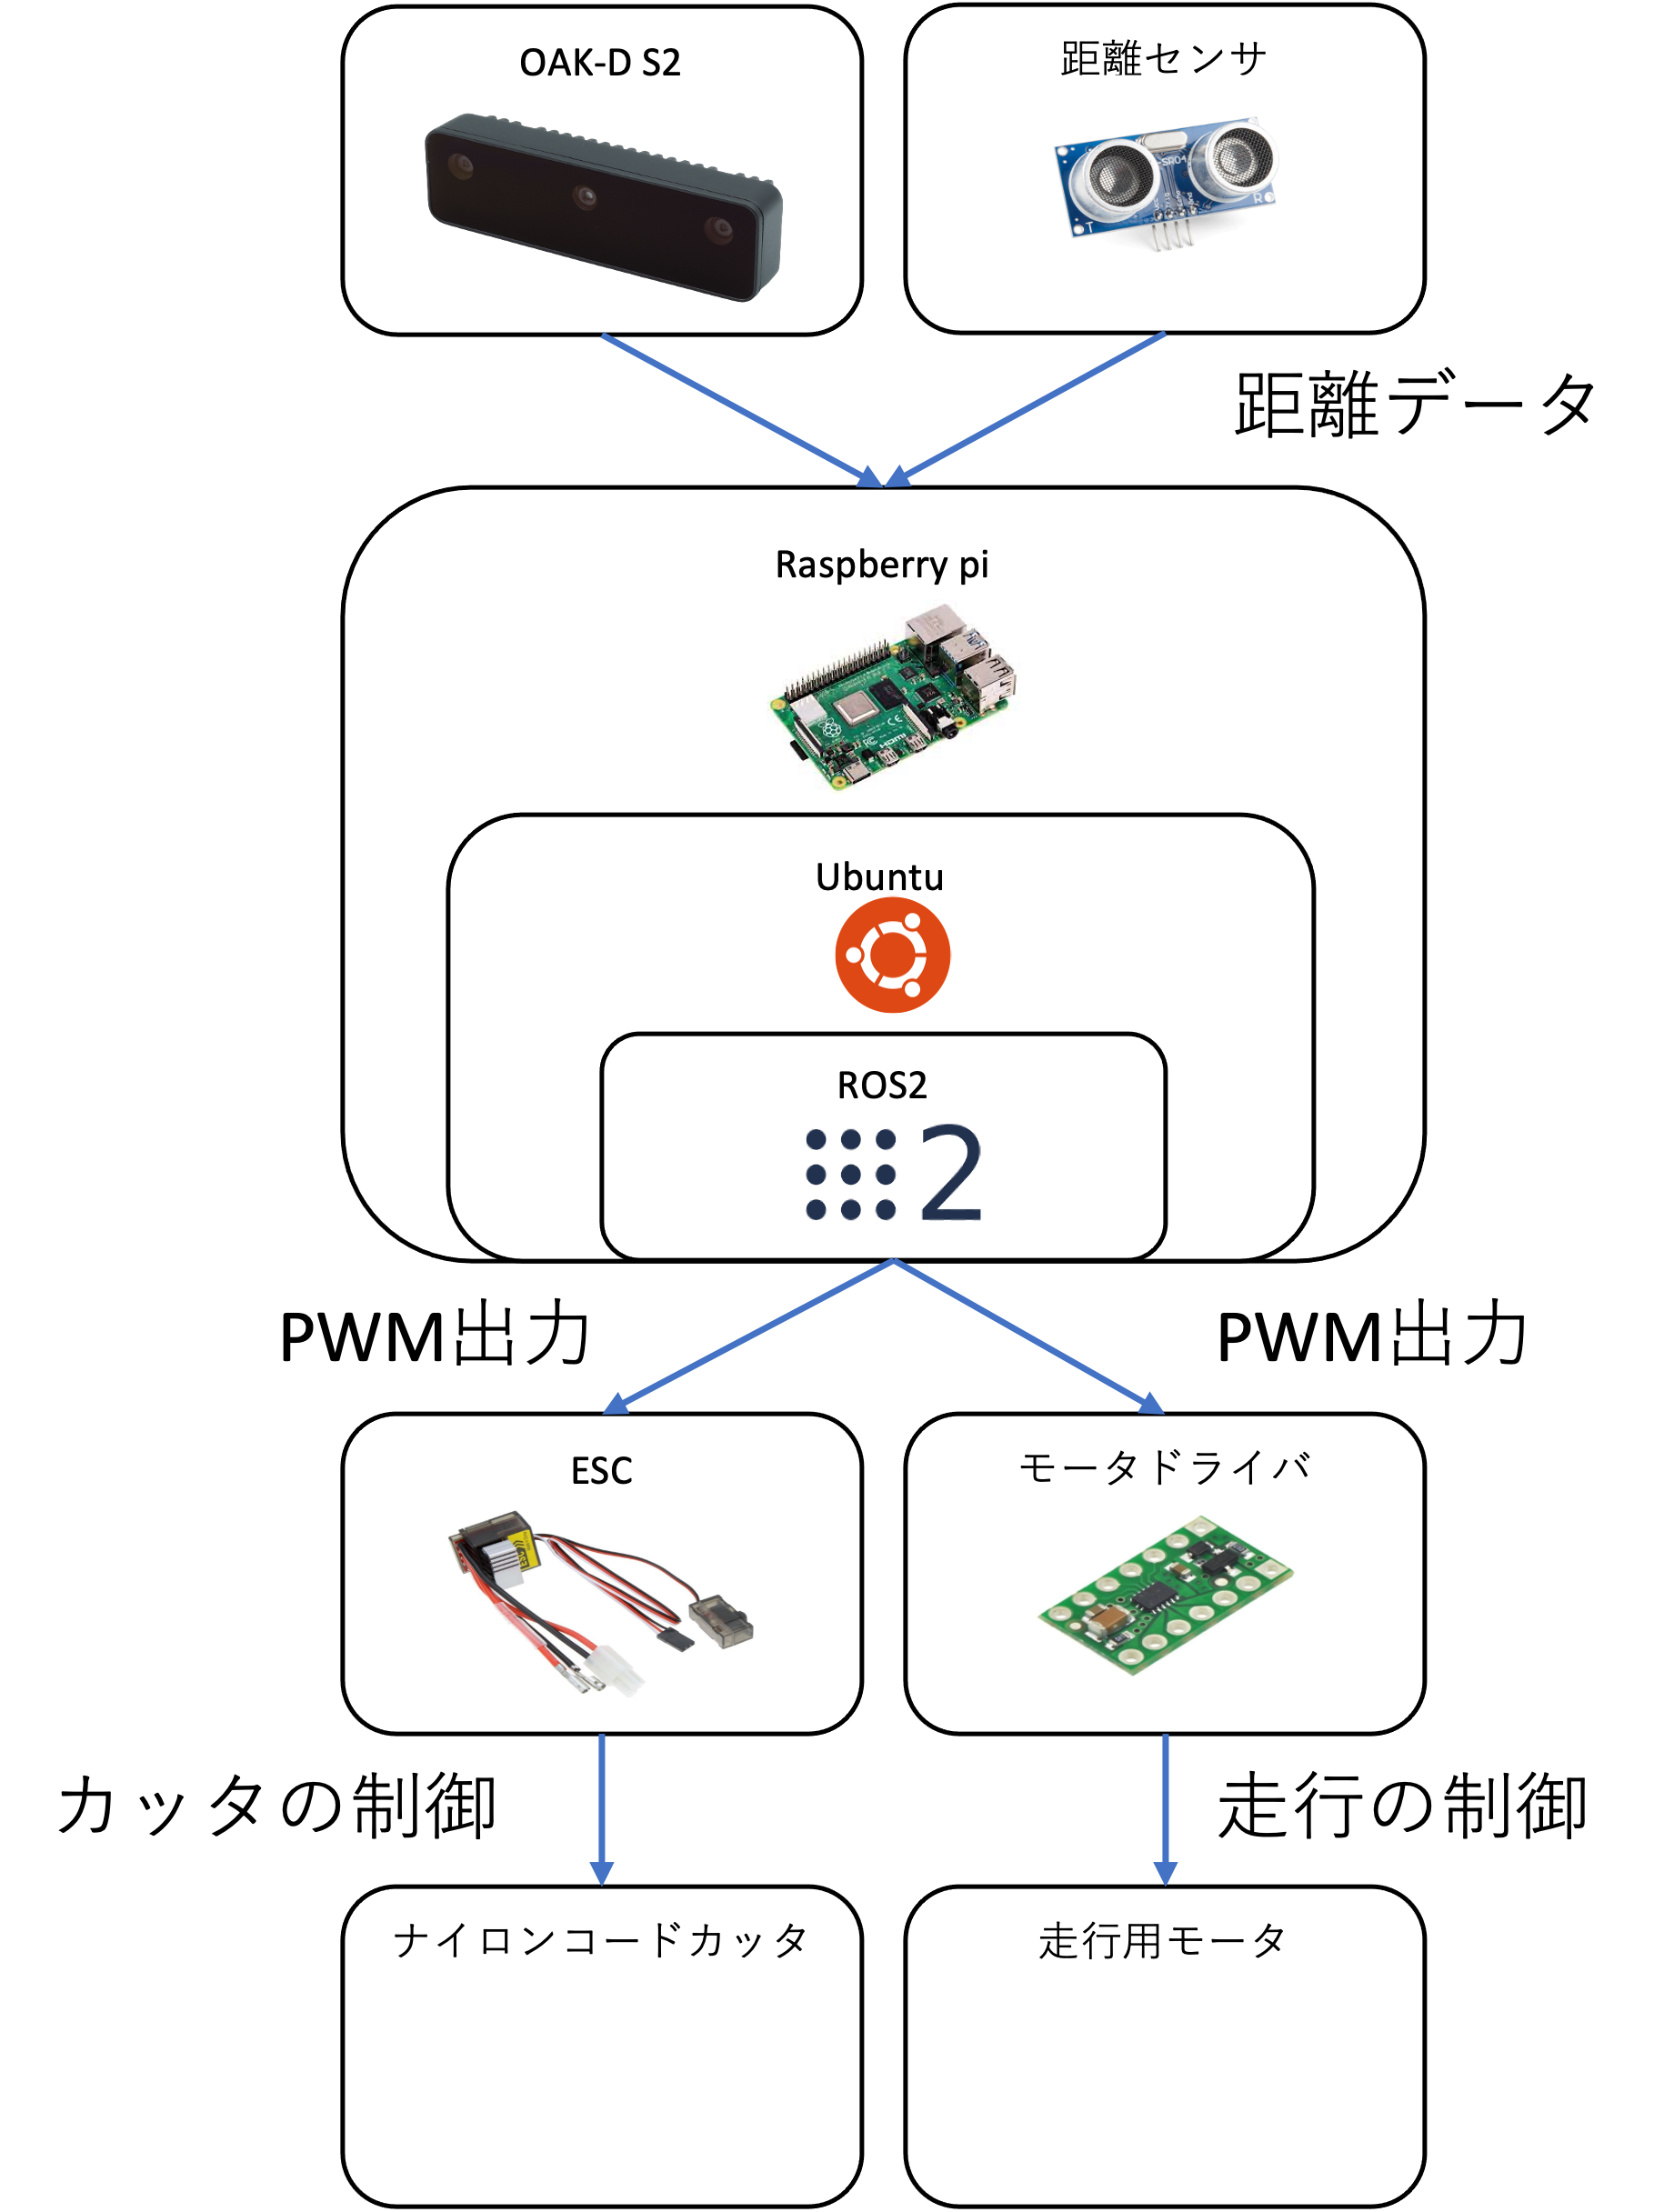 OAK-D S2
距離センサ
-SR04
T
R
距離データ
Raspberry pi
HDMI
Ubuntu
ROS2
2
PWM出力
PWM出力
ESC
モータドライバ
カッタの制御
走行の制御
ナイロンコードカッタ
走行用モータ